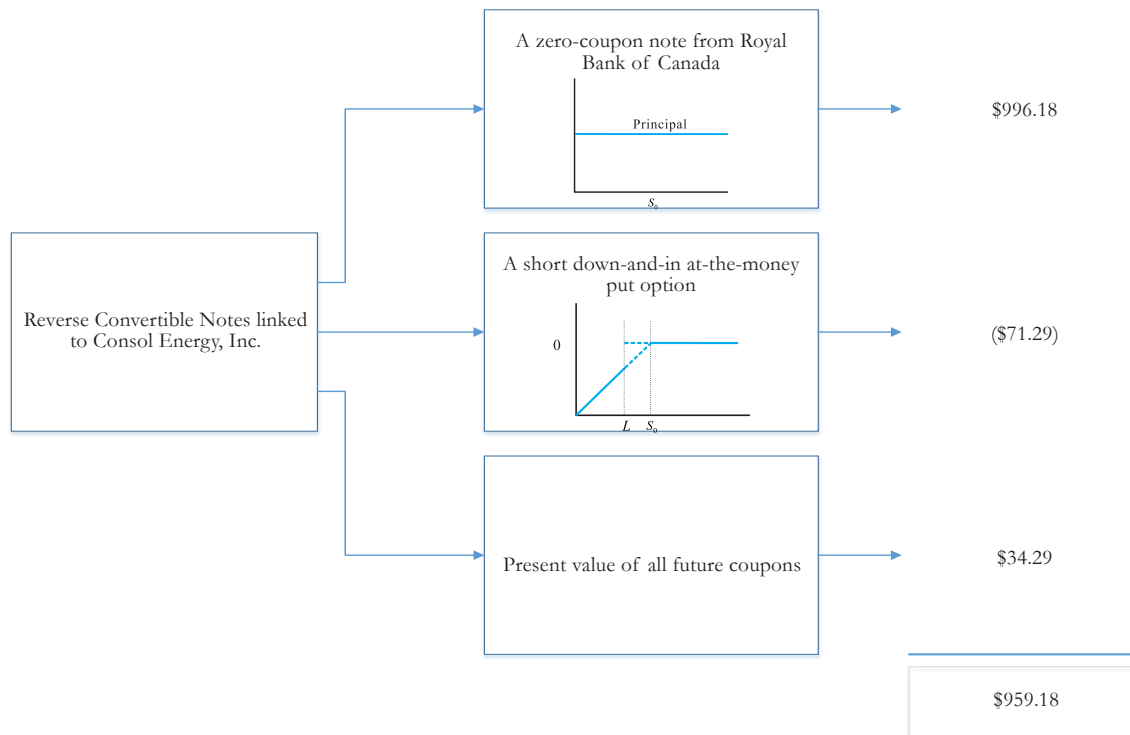 A zero-coupon note from Royal
Bank of Canada
Principal
S₀
$996.18
Reverse Convertible Notes linked
to Consol Energy, Inc.
A short down-and-in at-the-money
put option
0
L S₀
($71.29)
Present value of all future coupons
$34.29
$959.18